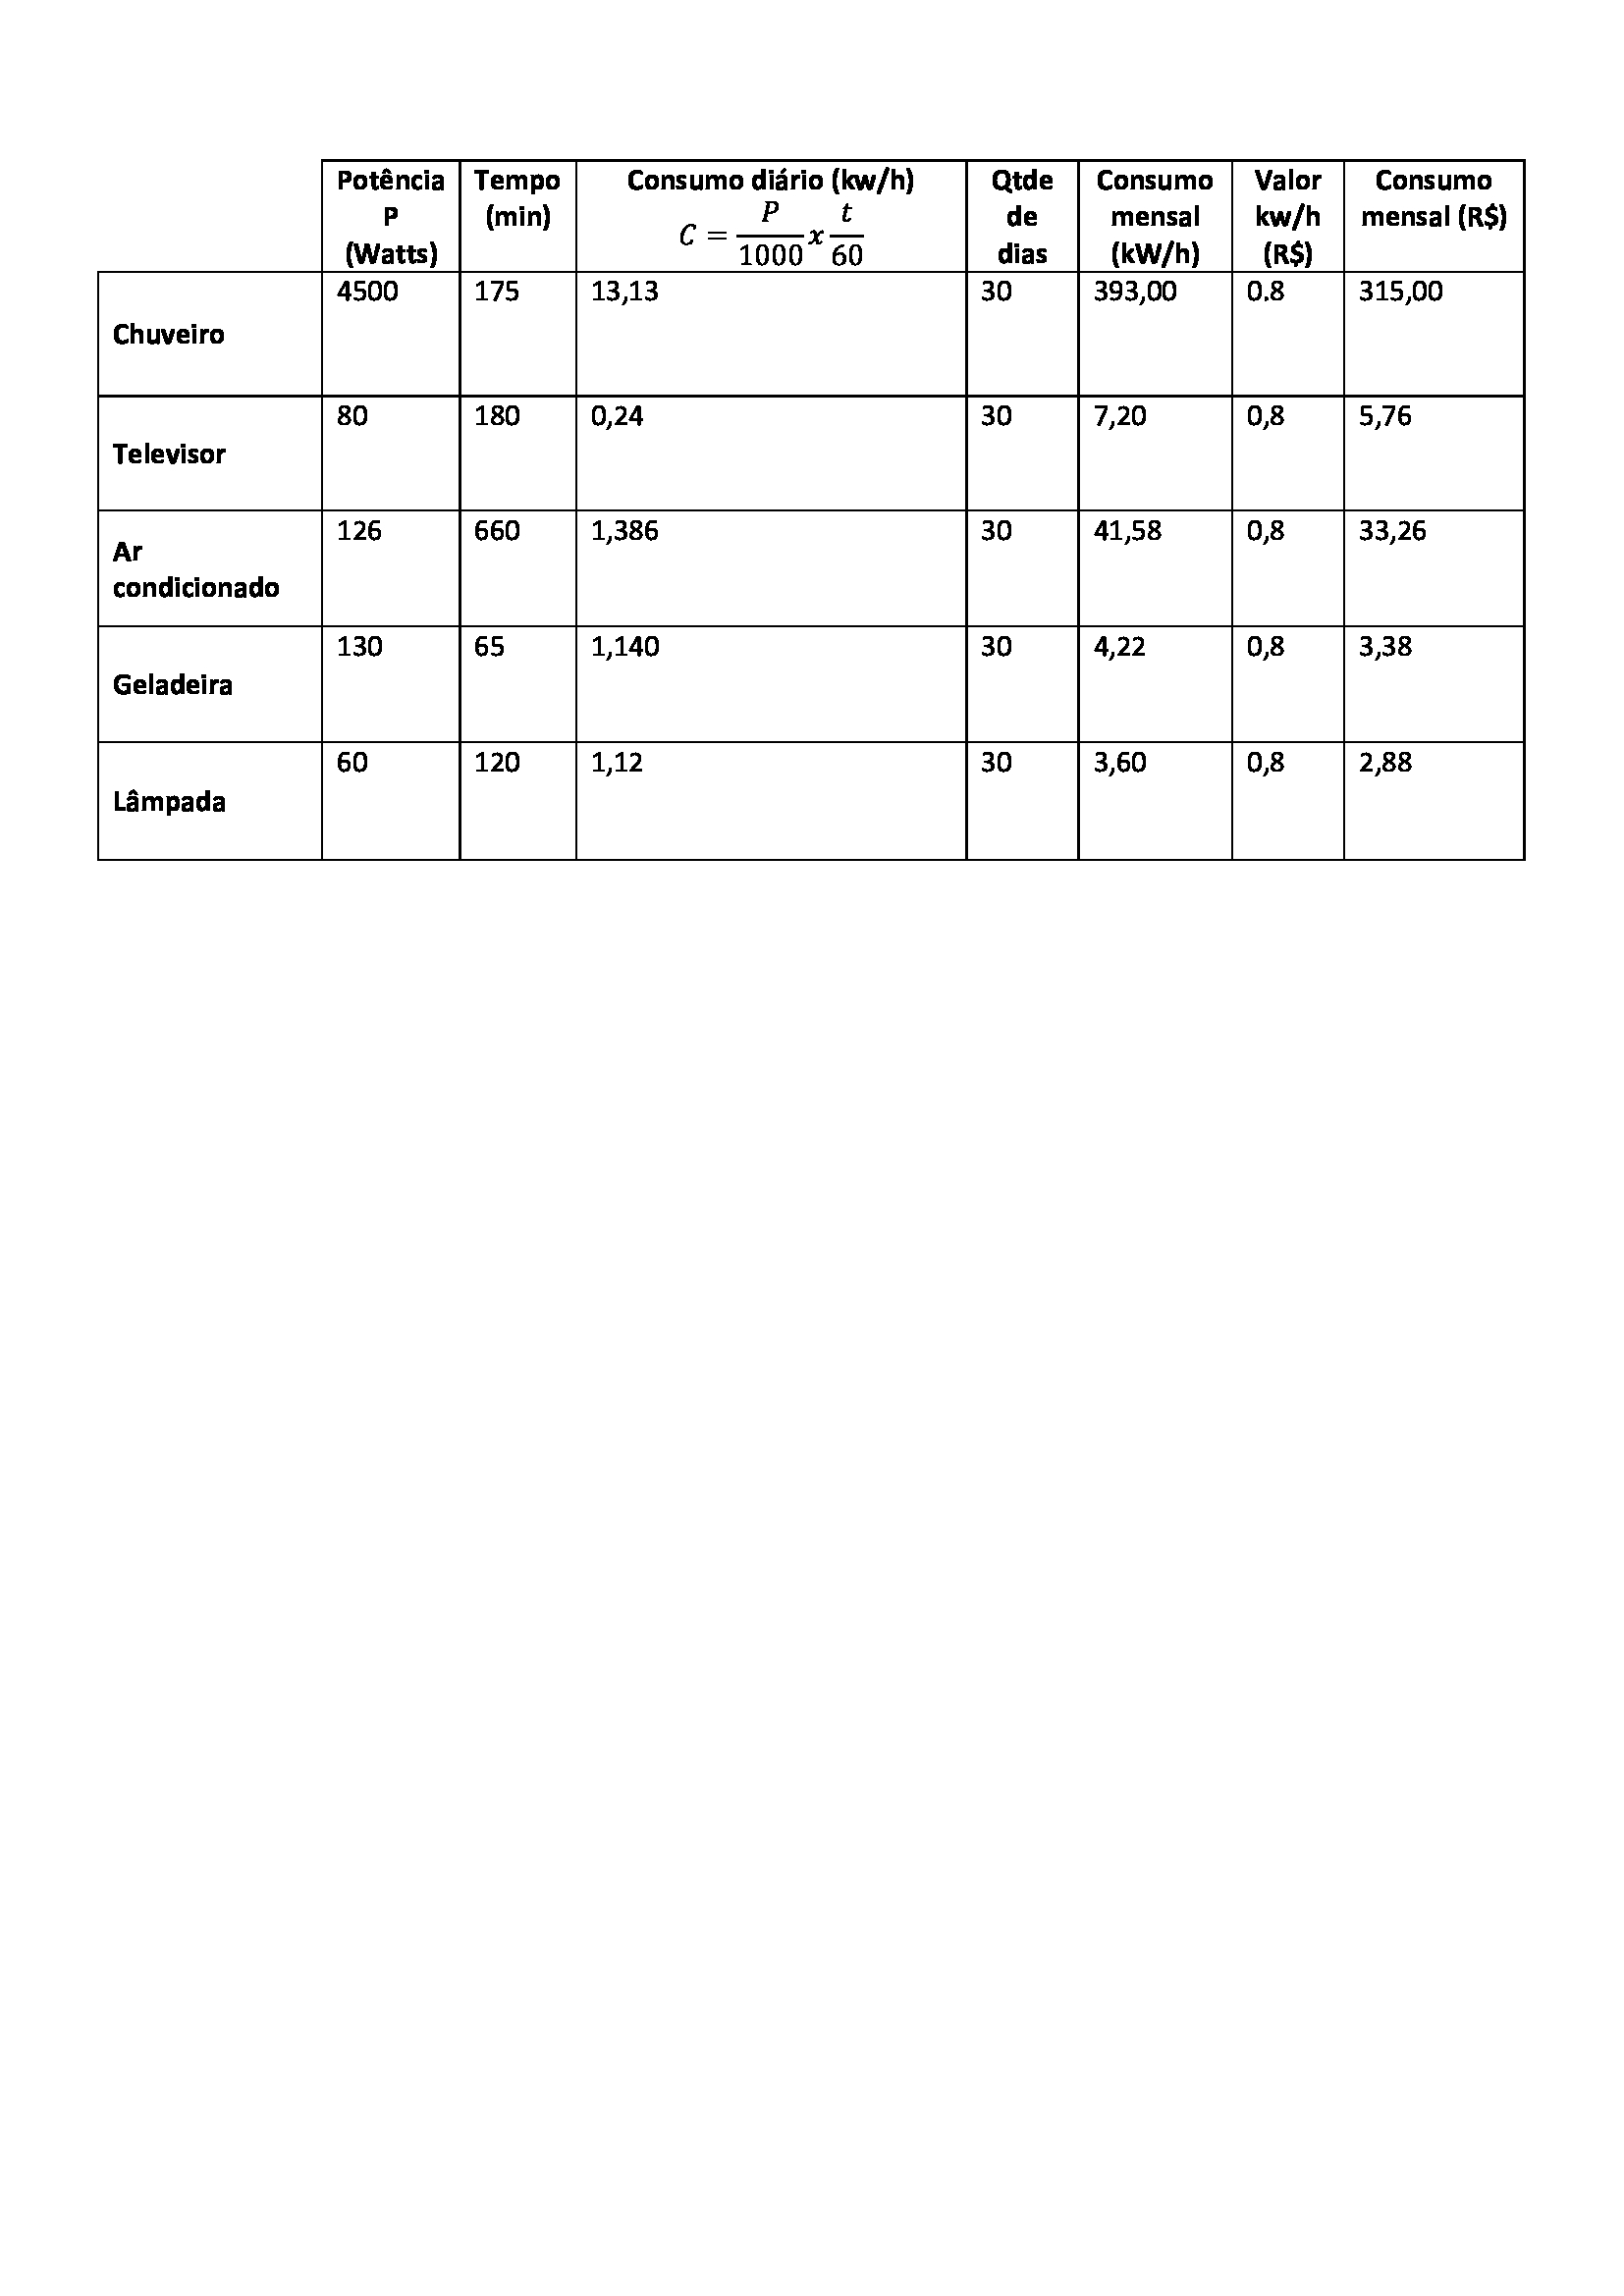 Potência P (Watts) Tempo (min) Consumo diário (kw/h) C = P/1000 x t/60 Qtde de dias Consumo mensal (kW/h) Valor kw/h (R$) Consumo mensal (R$)
Chuveiro 4500 175 13,13 30 393,00 0.8 315,00
Televisor 80 180 0,24 30 7,20 0,8 5,76
Ar condicionado 126 660 1,386 30 41,58 0,8 33,26
Geladeira 130 65 1,140 30 4,22 0,8 3,38
Lâmpada 60 120 1,12 30 3,60 0,8 2,88